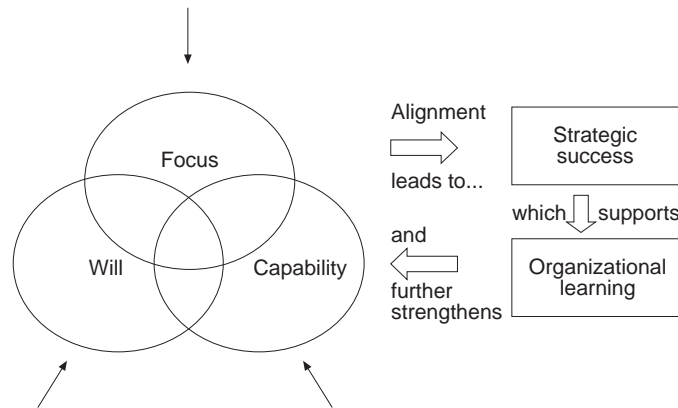 Focus
Will
Capability
Alignment
leads to...
Strategic
success
which supports
Organizational
learning
and
further
strengthens